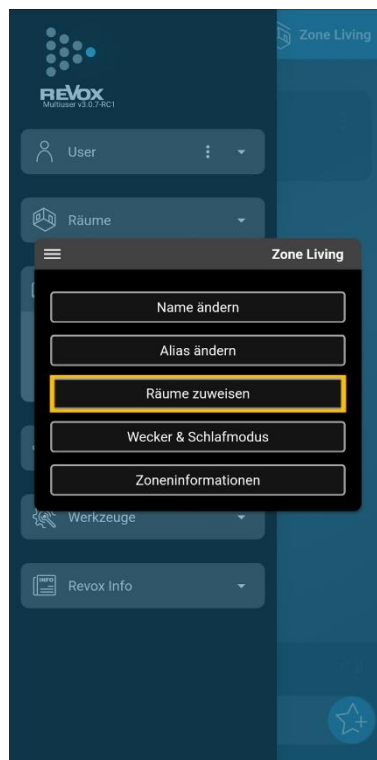 Zone Living
REVOX
Multiuser v3.0.7-RC1
User
Räume
Zone Living
Name ändern
Alias ändern
Räume zuweisen
Wecker & Schlafmodus
Zoneninformationen
Werkzeuge
INFO
Revox Info